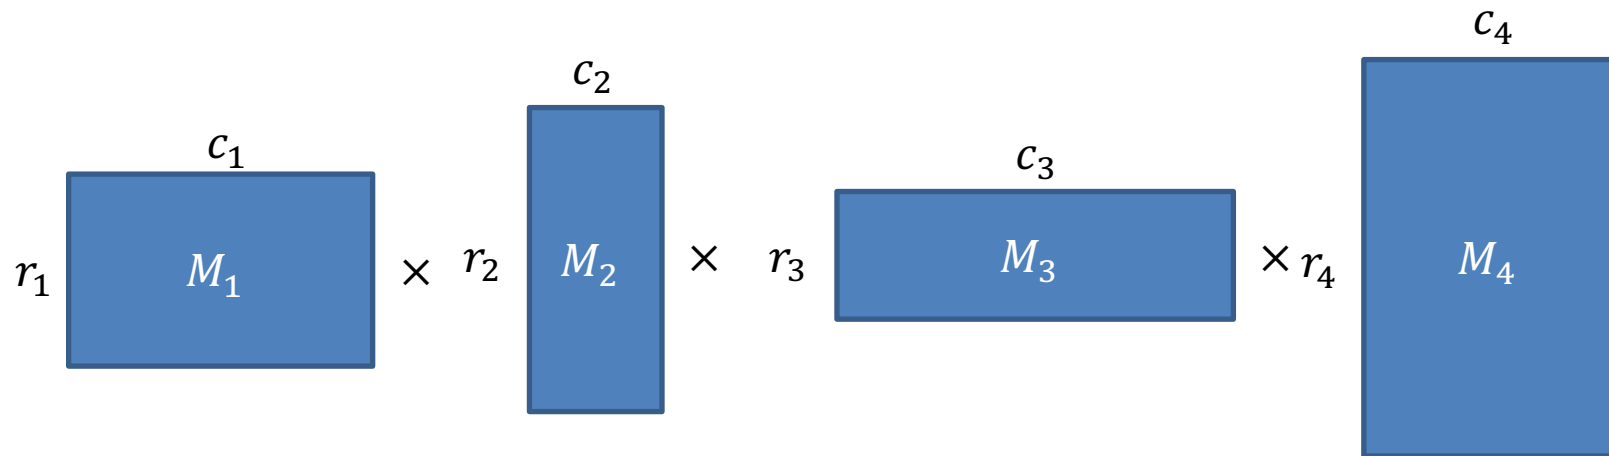 c₁
r₁ M₁ ×
c₂
r₂ M₂ ×
c₃
r₃ M₃ ×
c₄
r₄ M₄